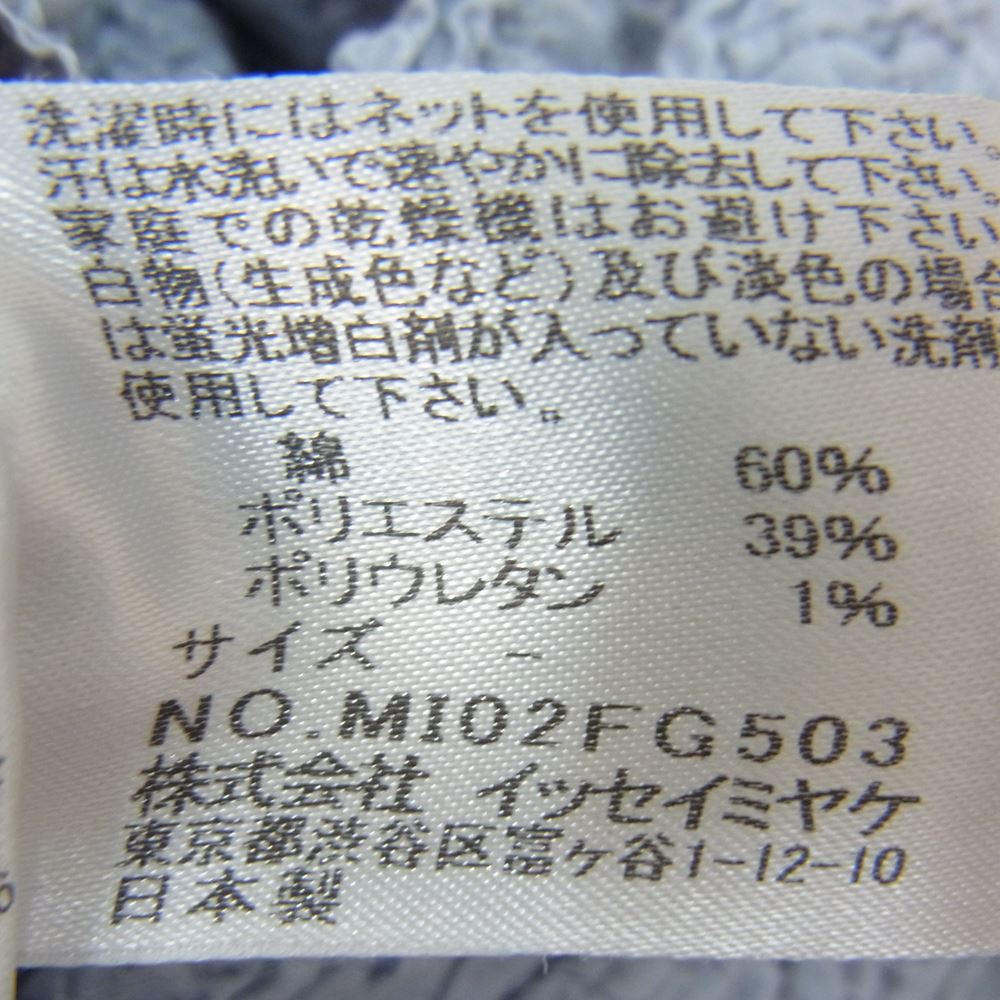 洗濯時にはネットを使用して下さい。
汗は水洗いで速やかに除去して下さい。
家庭での乾燥機はお避け下さい
白物(生成色など)及び淡色の場合
は蛍光増白剤が入っていない洗剤
使用して下さい。
綿 60%
ポリエステル 39%
ポリウレタン 1%
サイズ -
NO.MI02FG503
株式会社 イッセイミヤケ
東京都渋谷区富ヶ谷1-12-10
日本製